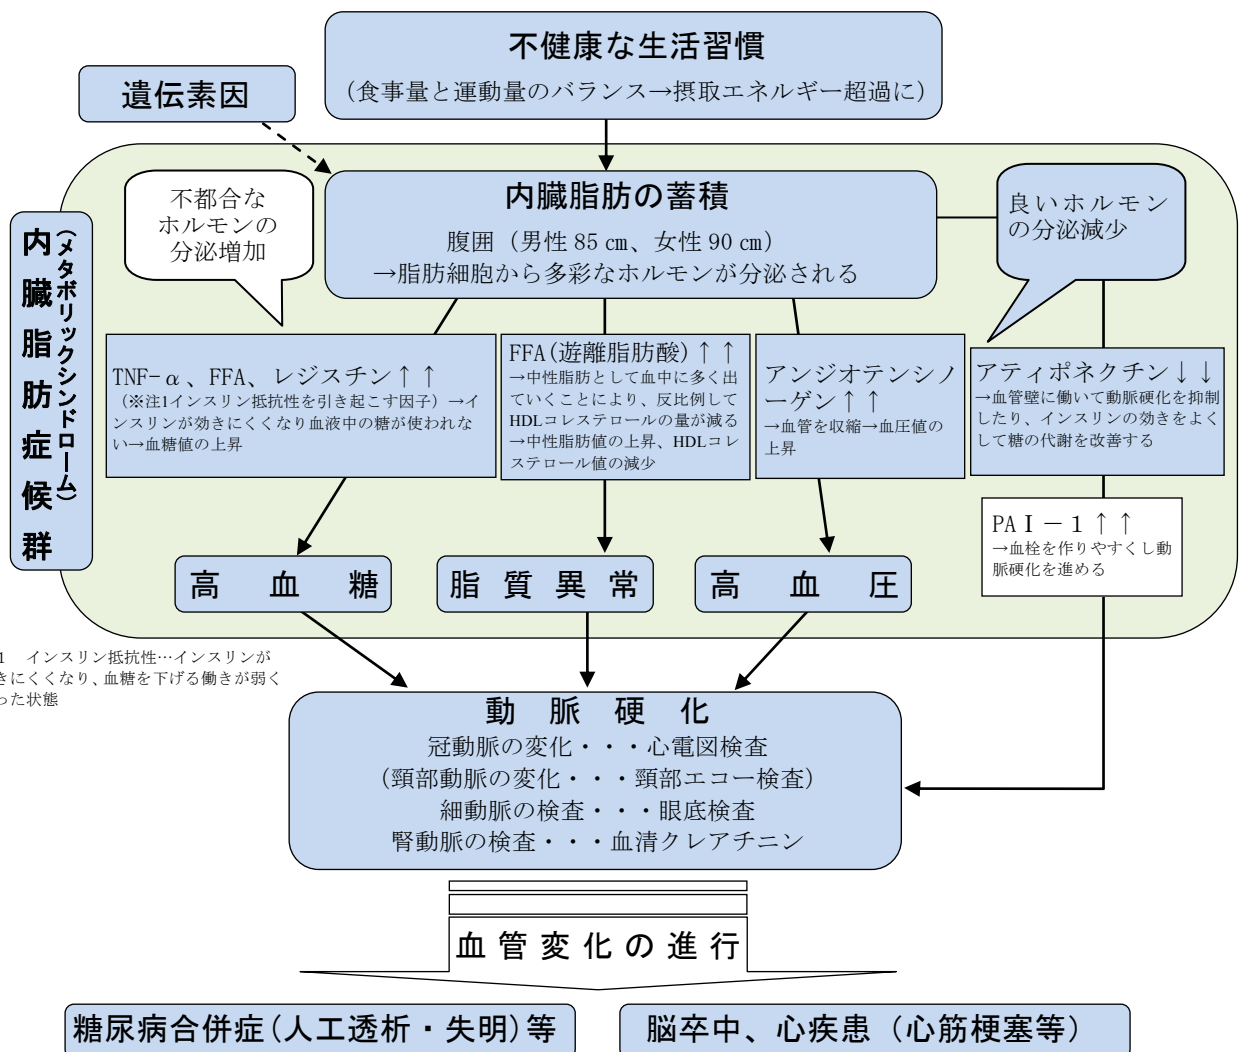 不健康な生活習慣
(食事量と運動量のバランス→摂取エネルギー超過に)
遺伝素因
内臓脂肪症候群
(メタボリックシンドローム)
不都合な
ホルモンの
分泌増加
内臓脂肪の蓄積
腹囲（男性 85 ㎝、女性 90 ㎝）
→脂肪細胞から多彩なホルモンが分泌される
良いホルモン
の分泌減少
TNF-α、FFA、レジスチン↑↑
（※注1インスリン抵抗性を引き起こす因子）→イ
ンスリンが効きにくくなり血液中の糖が使われな
い→血糖値の上昇
FFA(遊離脂肪酸)↑↑
→中性脂肪として血中に多く出
ていくことにより、反比例して
HDLコレステロールの量が減る
→中性脂肪値の上昇、HDLコレ
ステロール値の減少
アンジオテンシノ
ーゲン↑↑
→血管を収縮→血圧値の
上昇
アティポネクチン↓↓
→血管壁に働いて動脈硬化を抑制
したり、インスリンの効きをよく
して糖の代謝を改善する
PAⅠ－１↑↑
→血栓を作りやすくし動
脈硬化を進める
高血糖
脂質異常
高血圧
1　インスリン抵抗性…インスリンが
きにくくなり、血糖を下げる働きが弱く
った状態
動脈硬化
冠動脈の変化・・・心電図検査
(頸部動脈の変化・・・頸部エコー検査)
細動脈の検査・・・眼底検査
腎動脈の検査・・・血清クレアチニン
血管変化の進行
糖尿病合併症(人工透析・失明)等
脳卒中、心疾患（心筋梗塞等）